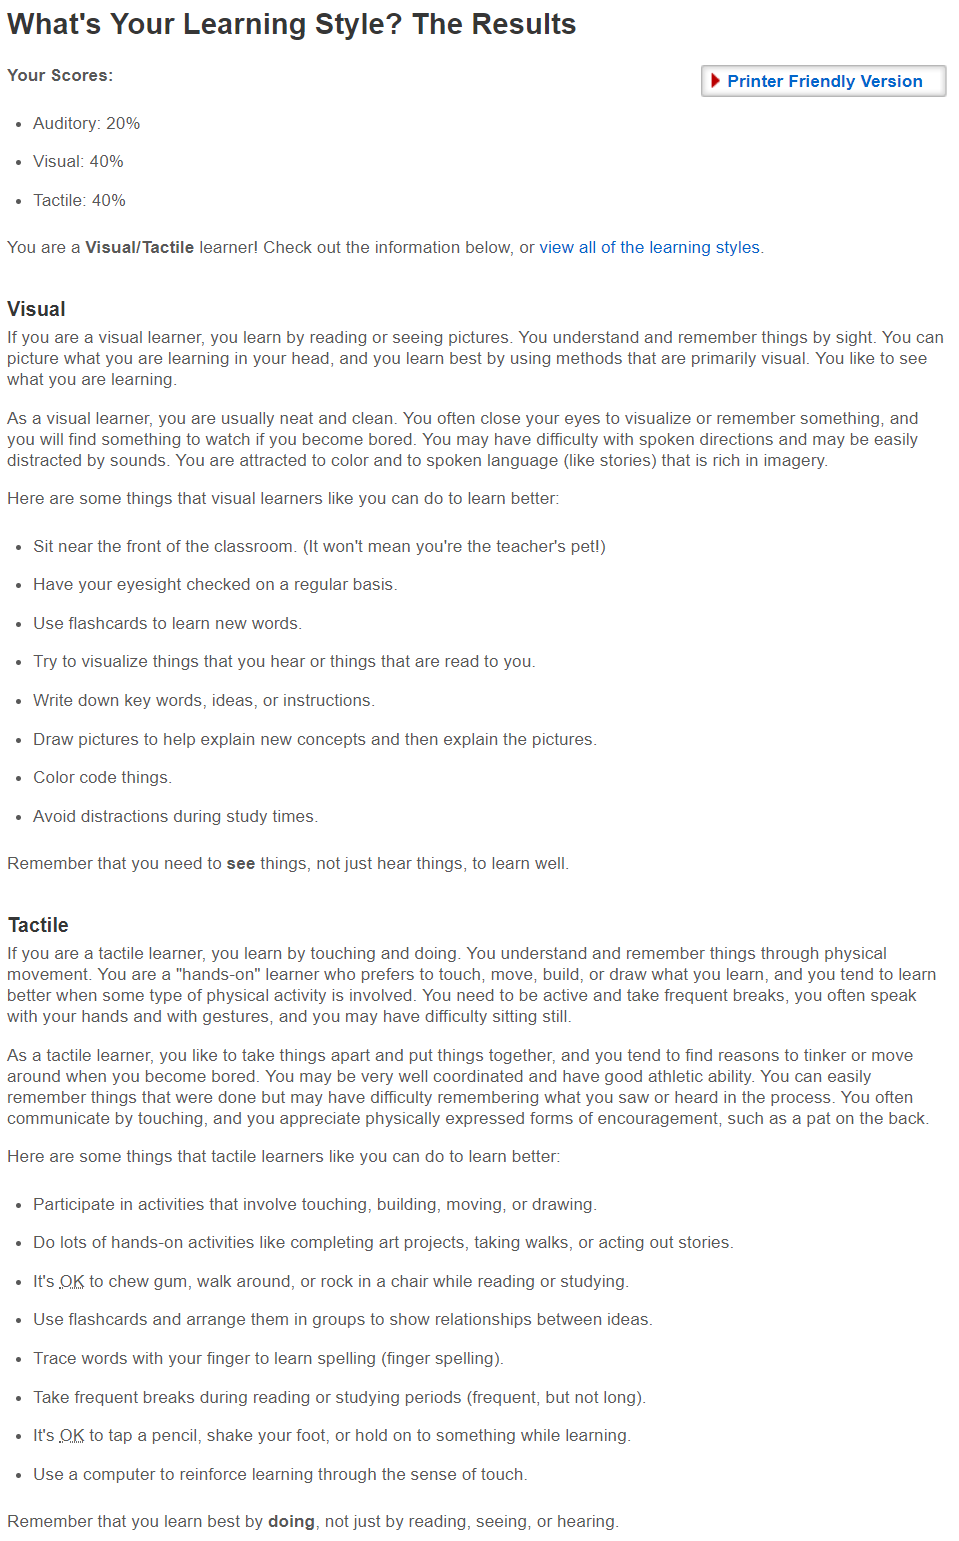 What's Your Learning Style? The Results
Your Scores:
Printer Friendly Version
• Auditory: 20%
• Visual: 40%
• Tactile: 40%
You are a Visual/Tactile learner! Check out the information below, or view all of the learning styles.
Visual
If you are a visual learner, you learn by reading or seeing pictures. You understand and remember things by sight. You can
picture what you are learning in your head, and you learn best by using methods that are primarily visual. You like to see
what you are learning.
As a visual learner, you are usually neat and clean. You often close your eyes to visualize or remember something, and
you will find something to watch if you become bored. You may have difficulty with spoken directions and may be easily
distracted by sounds. You are attracted to color and to spoken language (like stories) that is rich in imagery.
Here are some things that visual learners like you can do to learn better:
• Sit near the front of the classroom. (It won't mean you're the teacher's pet!)
• Have your eyesight checked on a regular basis.
• Use flashcards to learn new words.
• Try to visualize things that you hear or things that are read to you.
• Write down key words, ideas, or instructions.
• Draw pictures to help explain new concepts and then explain the pictures.
• Color code things.
• Avoid distractions during study times.
Remember that you need to see things, not just hear things, to learn well.
Tactile
If you are a tactile learner, you learn by touching and doing. You understand and remember things through physical
movement. You are a "hands-on" learner who prefers to touch, move, build, or draw what you learn, and you tend to learn
better when some type of physical activity is involved. You need to be active and take frequent breaks, you often speak
with your hands and with gestures, and you may have difficulty sitting still.
As a tactile learner, you like to take things apart and put things together, and you tend to find reasons to tinker or move
around when you become bored. You may be very well coordinated and have good athletic ability. You can easily
remember things that were done but may have difficulty remembering what you saw or heard in the process. You often
communicate by touching, and you appreciate physically expressed forms of encouragement, such as a pat on the back.
Here are some things that tactile learners like you can do to learn better:
• Participate in activities that involve touching, building, moving, or drawing.
• Do lots of hands-on activities like completing art projects, taking walks, or acting out stories.
• It's OK to chew gum, walk around, or rock in a chair while reading or studying.
• Use flashcards and arrange them in groups to show relationships between ideas.
• Trace words with your finger to learn spelling (finger spelling).
• Take frequent breaks during reading or studying periods (frequent, but not long).
• It's OK to tap a pencil, shake your foot, or hold on to something while learning.
• Use a computer to reinforce learning through the sense of touch.
Remember that you learn best by doing, not just by reading, seeing, or hearing.